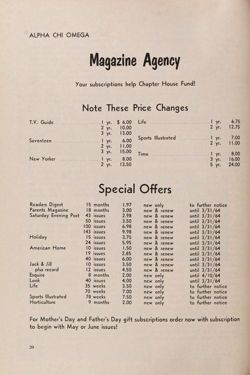 ALPHA CHI OMEGA
Magazine Agency
Your subscriptions help Chapter House Fund!
Note These Price Changes
T.V. Guide 1 yr. $ 6.00
2 yr. 10.00
3 yr. 13.00
Seventeen 1 yr. 6.00
2 yr. 11.00
3 yr. 15.00
New Yorker 1 yr. 8.00
2 yr. 13.50
Life 1 yr. 6.75
2 yr. 12.75
Sports Illustrated 1 yr. 7.00
2 yr. 11.00
Time 1 yr. 8.00
3 yr. 16.00
5 yr. 24.00
Special Offers
Readers Digest 15 months 1.97 new only to further notice
Parents Magazine 18 months 3.00 new & renew until 3/31/64
Saturday Evening Post 43 issues 2.98 new & renew until 3/31/64
50 issues 3.50 new & renew until 3/31/64
100 issues 6.98 new & renew until 3/31/64
143 issues 9.98 new & renew until 3/31/64
Holiday 15 issues 3.75 new & renew until 3/31/64
24 issues 5.95 new & renew until 3/31/64
American Home 10 issues 1.50 new & renew until 3/31/64
19 issues 2.85 new & renew until 3/31/64
40 issues 6.00 new & renew until 3/31/64
Jack & Jill 10 issues 3.50 new & renew until 3/31/64
plus record 12 issues 4.50 new & renew until 3/31/64
Esquire 8 months 2.00 new only until 4/10/64
Look 40 issues 4.00 new only until 3/31/64
Life 35 weeks 3.50 new only to further notice
70 weeks 7.00 new only to further notice
Sports Illustrated 78 weeks 7.50 new only to further notice
Horticulture 9 months 2.00 new only to further notice
For Mother's Day and Father's Day gift subscriptions order now with subscription
to begin with May or June issues!